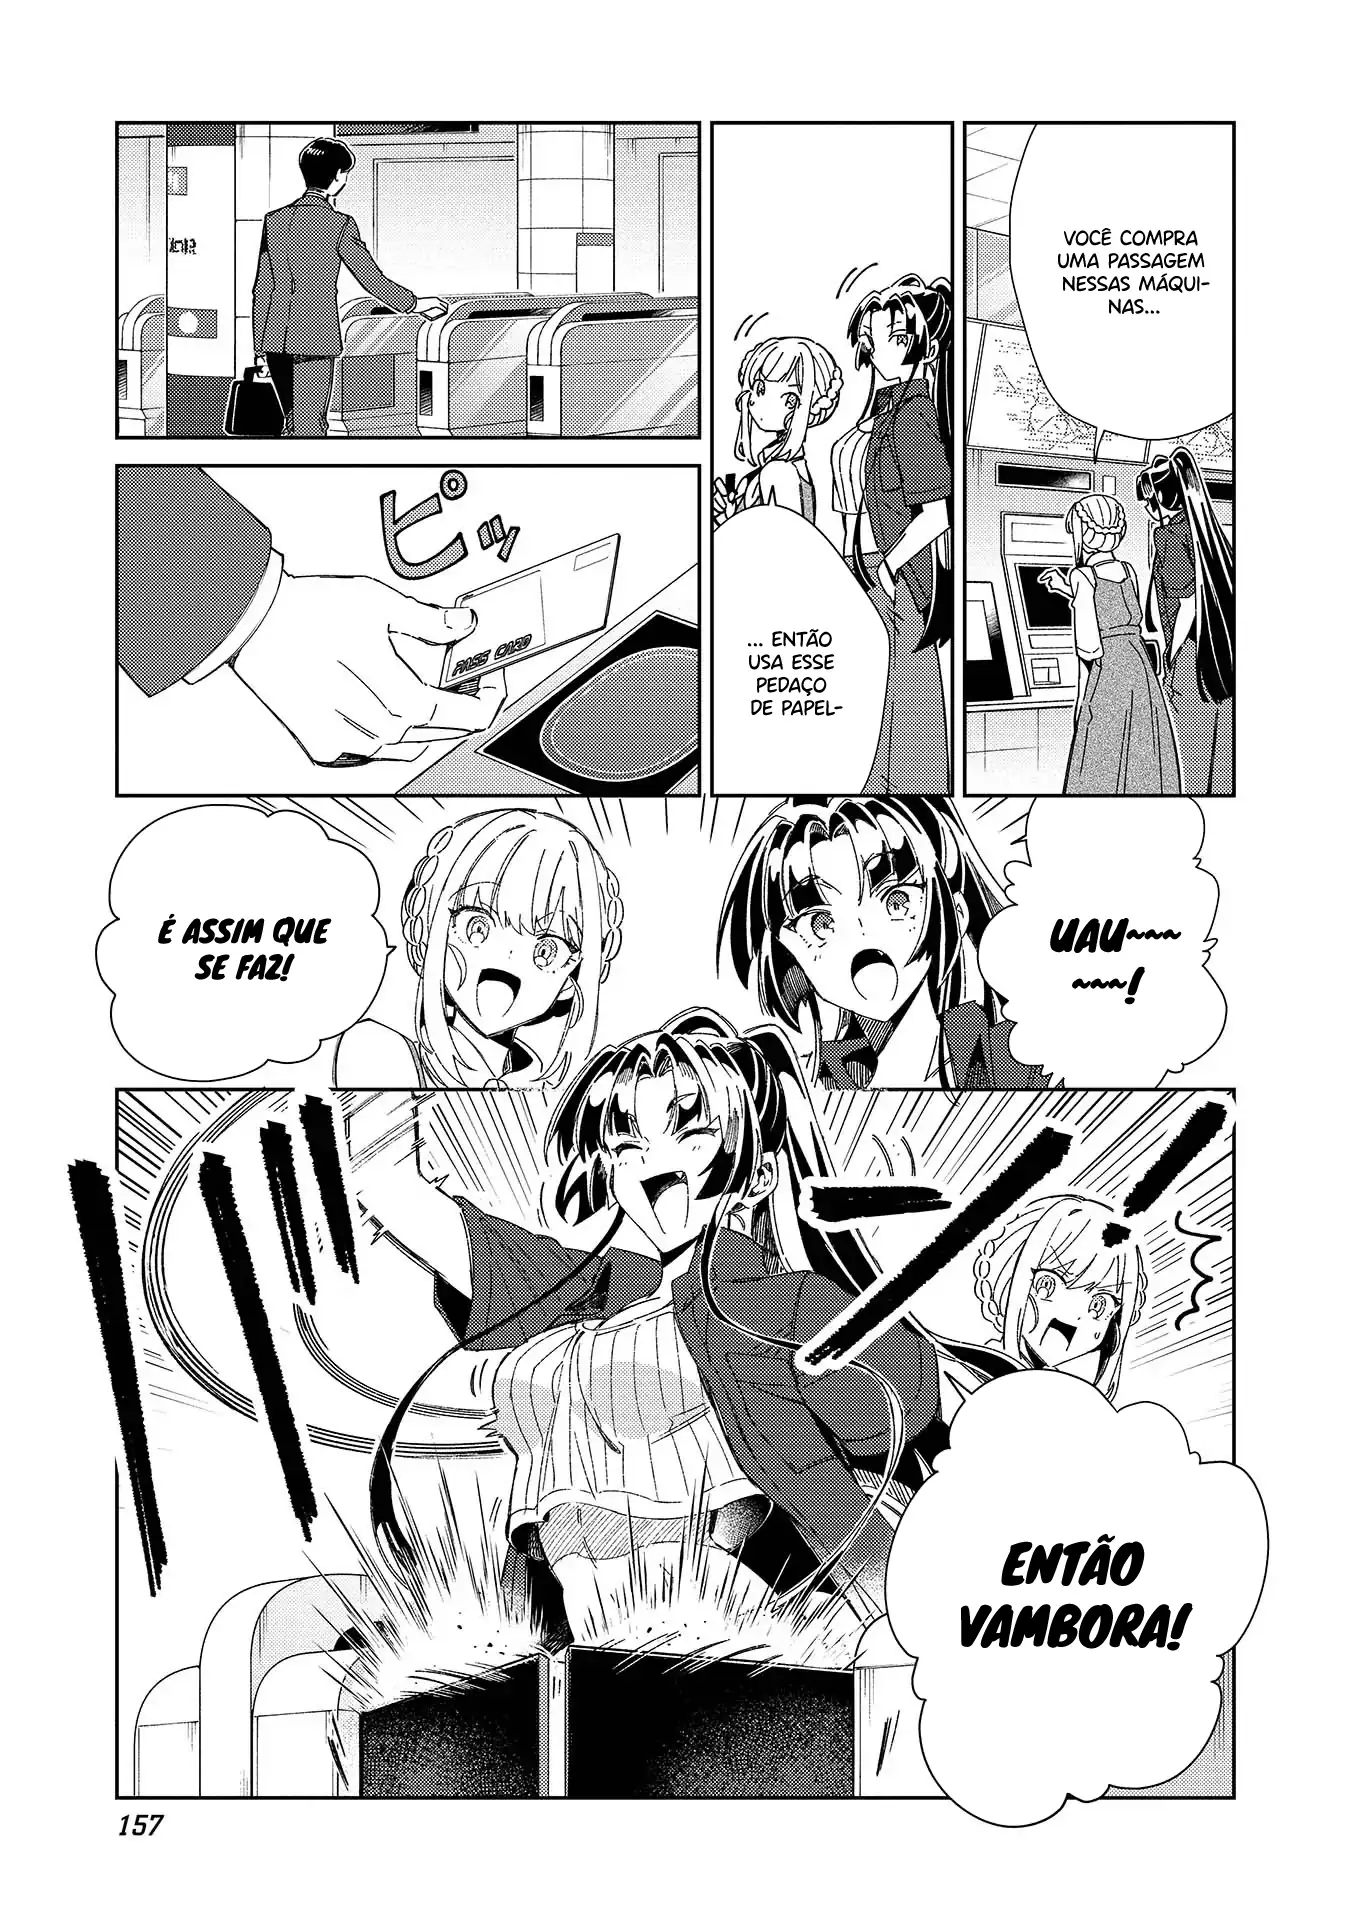 VOCÊ COMPRA
UMA PASSAGEM
NESSAS MÁQUI-
NAS...
... ENTÃO
USA ESSE
PEDAÇO
DE PAPEL-
ピッ
PASS CARD
UAU~~~
~~~!
É ASSIM QUE
SE FAZ!
ENTÃO
VAMBORA!
157